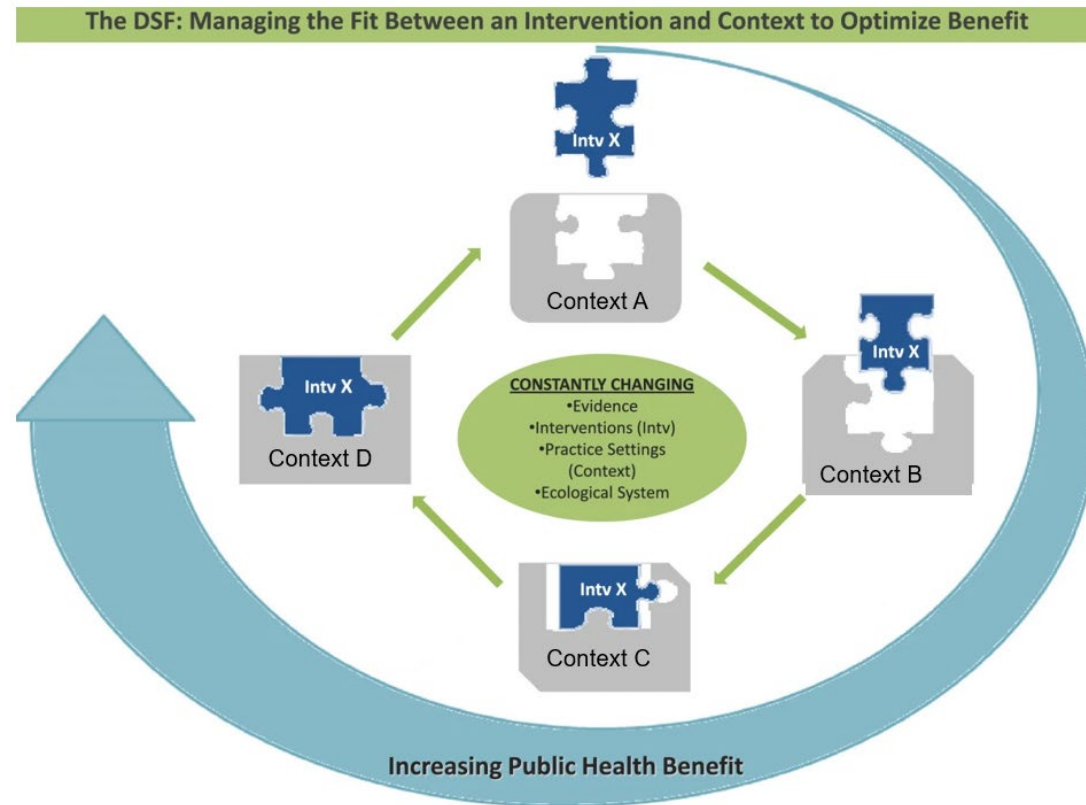 The DSF: Managing the Fit Between an Intervention and Context to Optimize Benefit
Intv X
Context A
Intv X
Context B
Intv X
Context D
CONSTANTLY CHANGING
•Evidence
•Interventions (Intv)
•Practice Settings
(Context)
•Ecological System
Intv X
Context C
Increasing Public Health Benefit